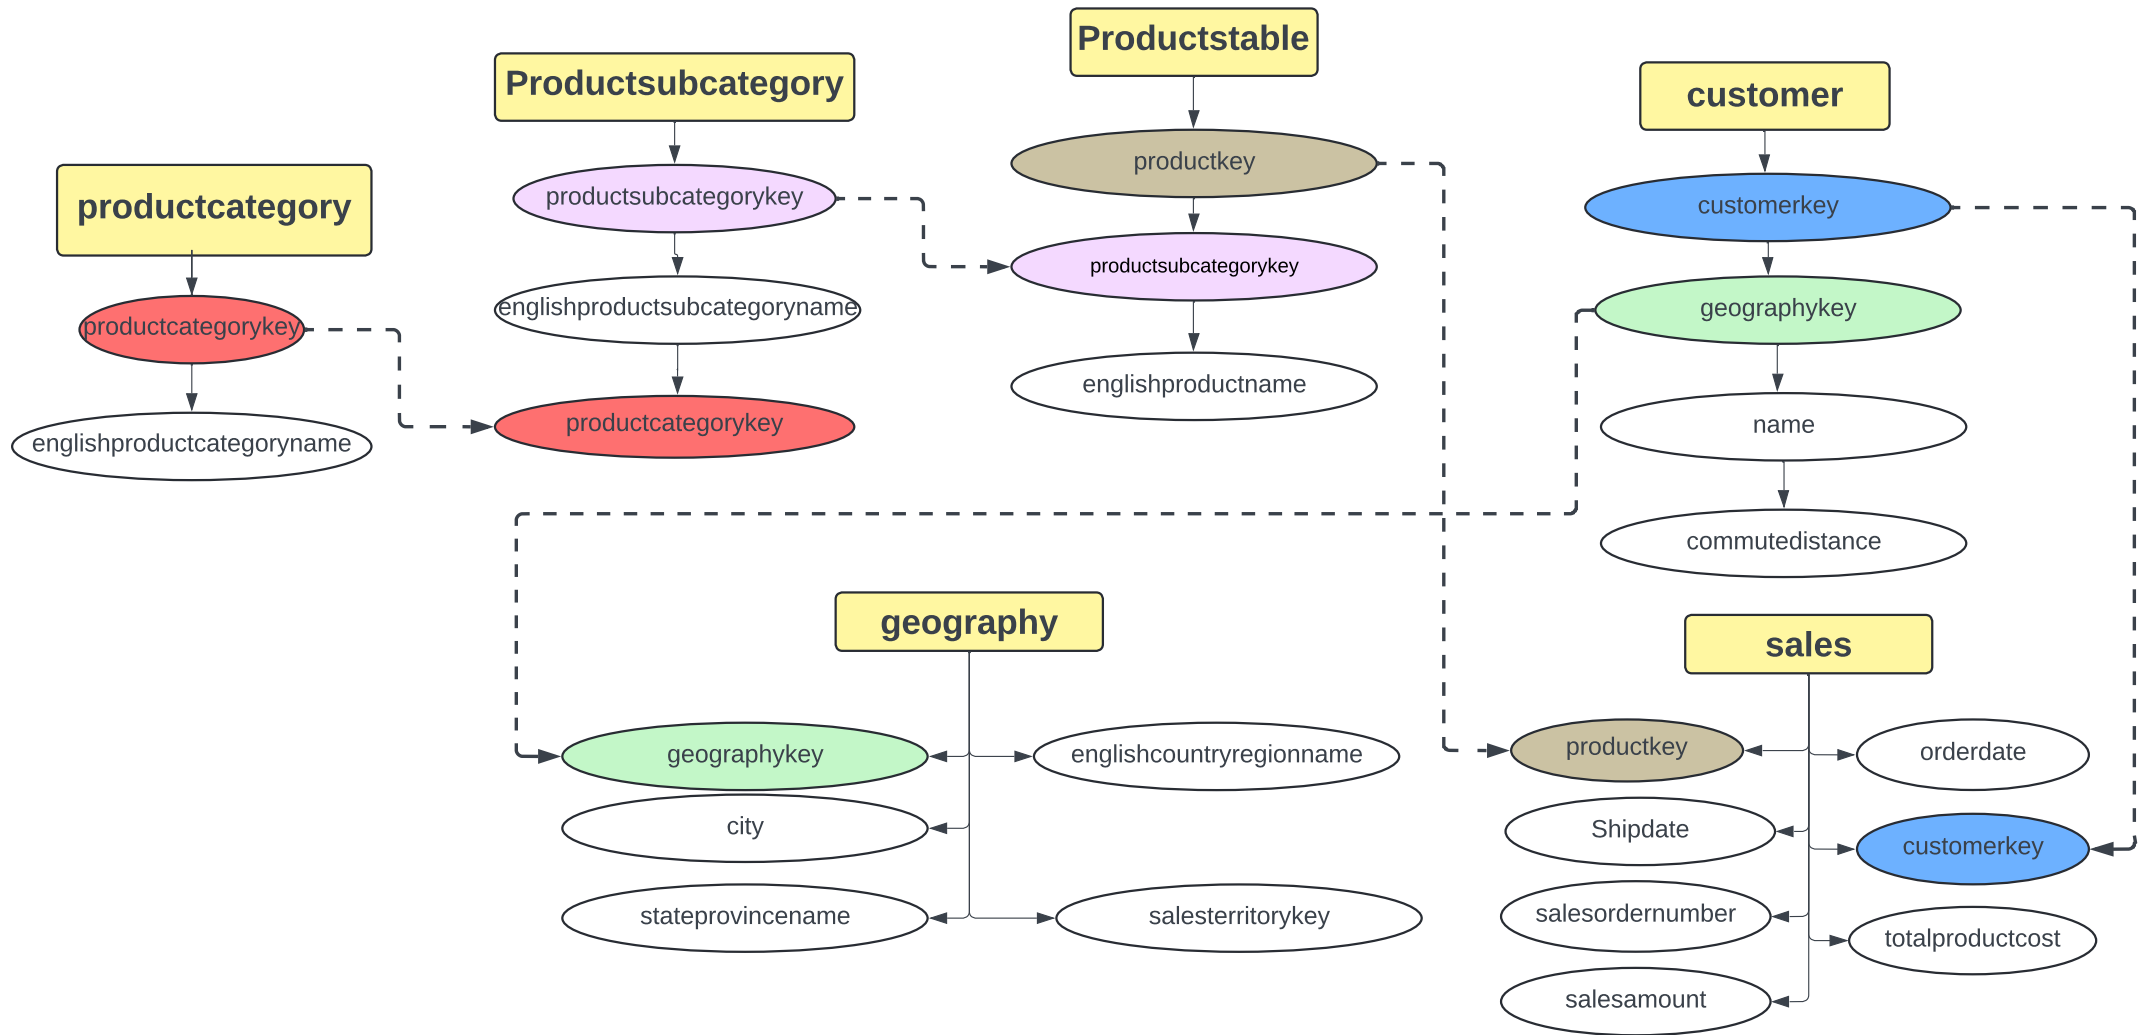 productcategory
productcategorykey
englishproductcategoryname
Productsubcategory
productsubcategorykey
englishproductsubcategoryname
productcategorykey
Productstable
productkey
productsubcategorykey
englishproductname
customer
customerkey
geographykey
name
commutedistance
geography
geographykey
englishcountryregionname
city
stateprovincename
salesterritorykey
sales
productkey
orderdate
Shipdate
customerkey
salesordernumber
totalproductcost
salesamount